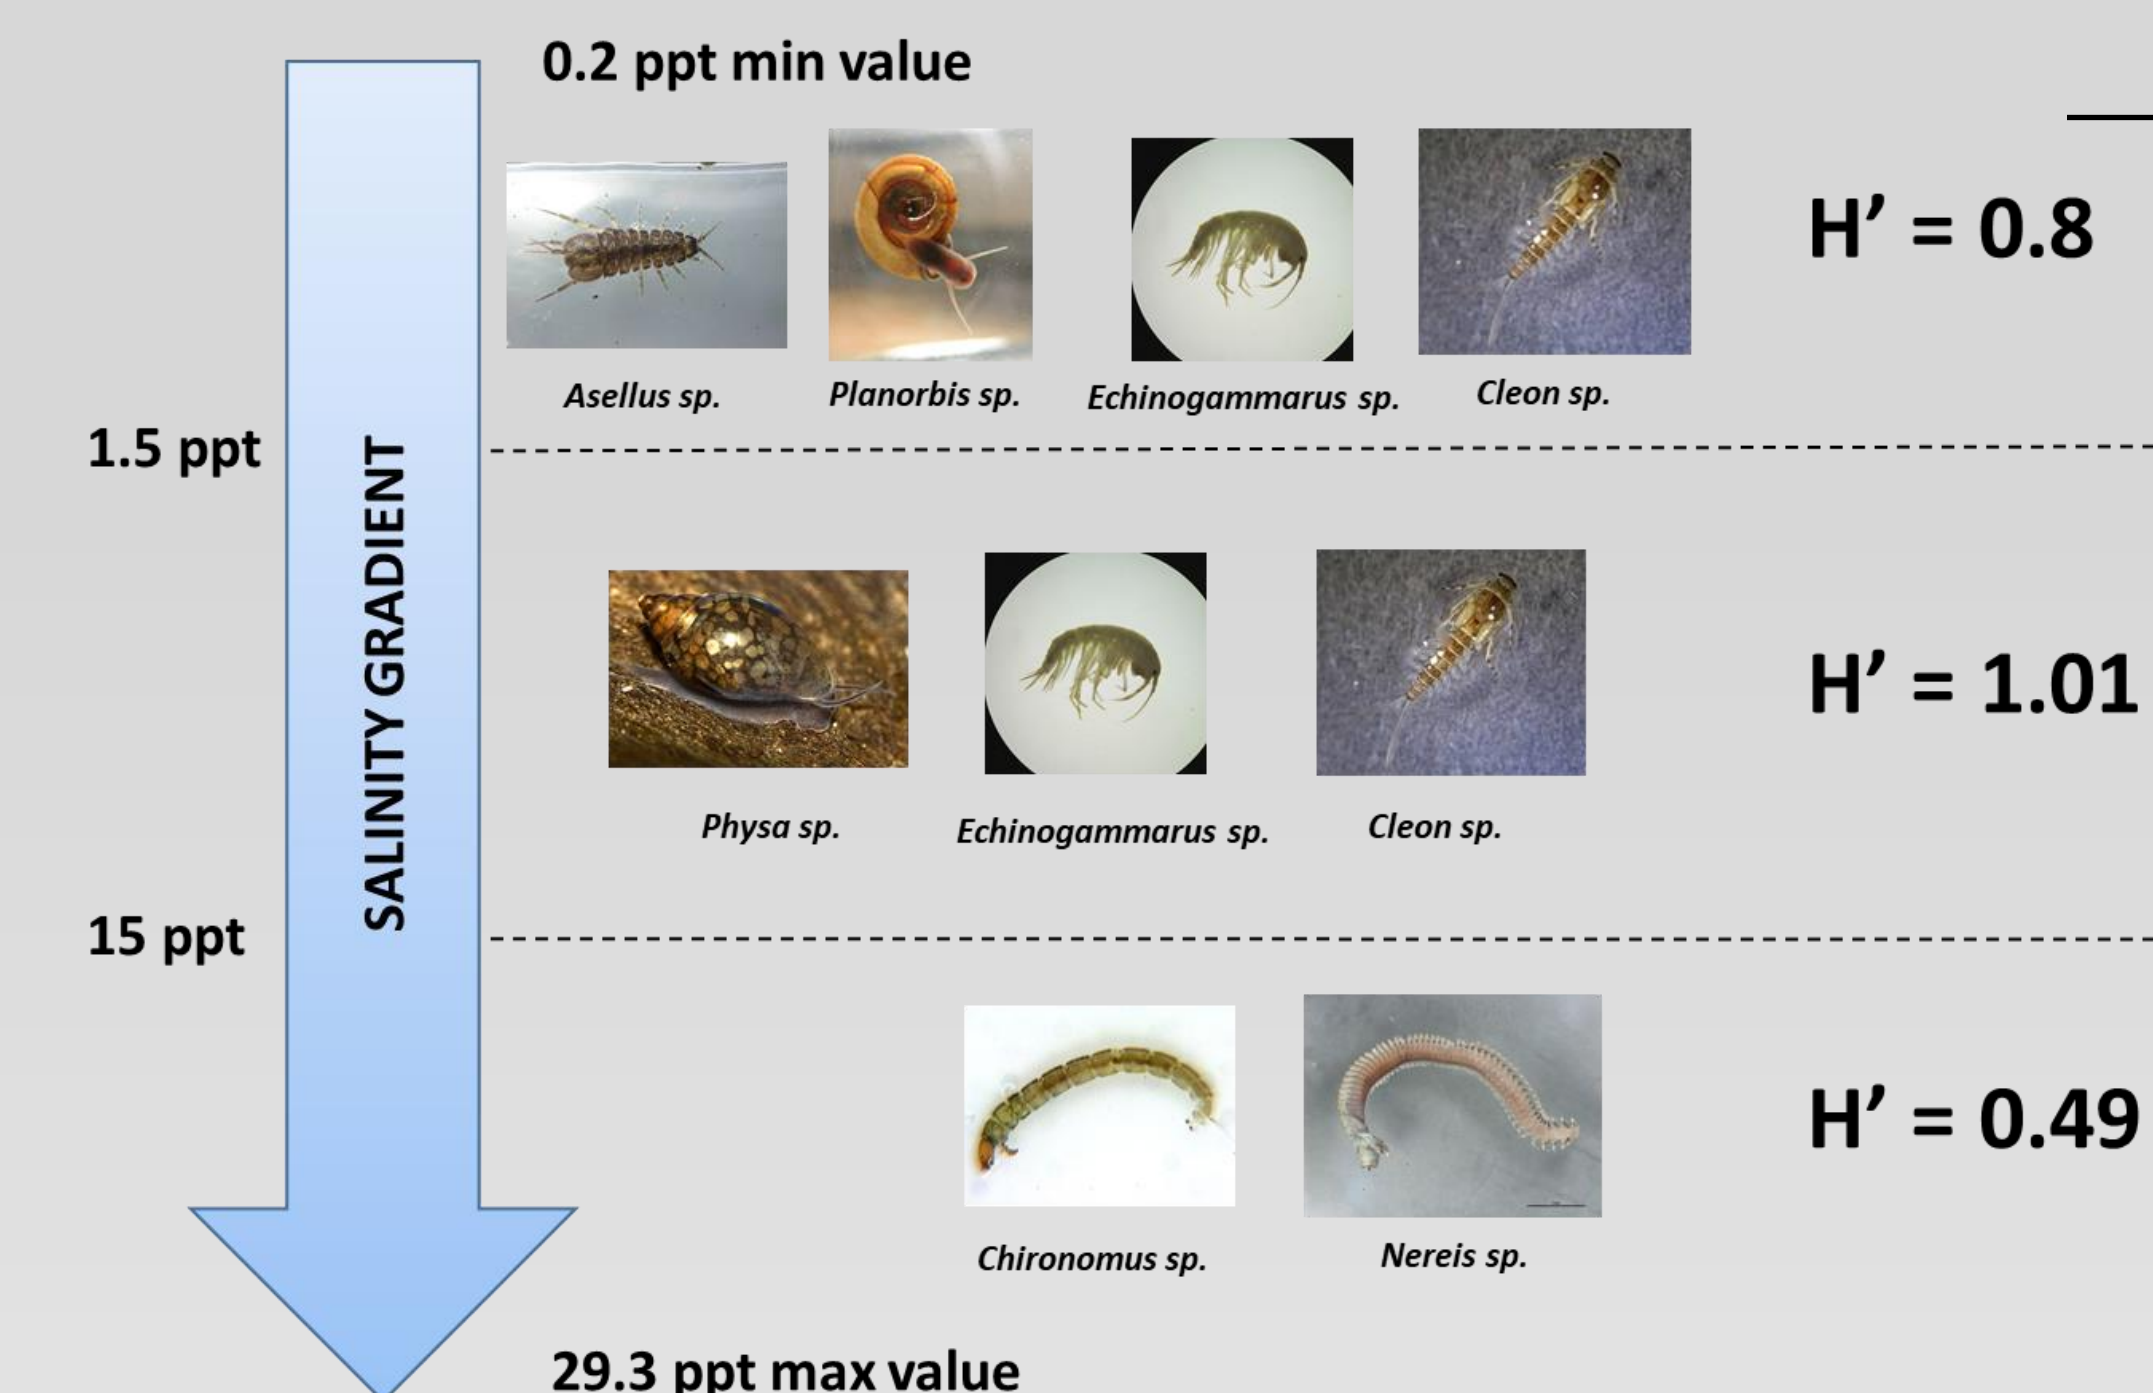 0.2 ppt min value
H’ = 0.8
Asellus sp.
Planorbis sp.
Echinogammarus sp.
Cleon sp.
1.5 ppt
SALINITY GRADIENT
H’ = 1.01
Physa sp.
Echinogammarus sp.
Cleon sp.
15 ppt
H’ = 0.49
Chironomus sp.
Nereis sp.
29.3 ppt max value